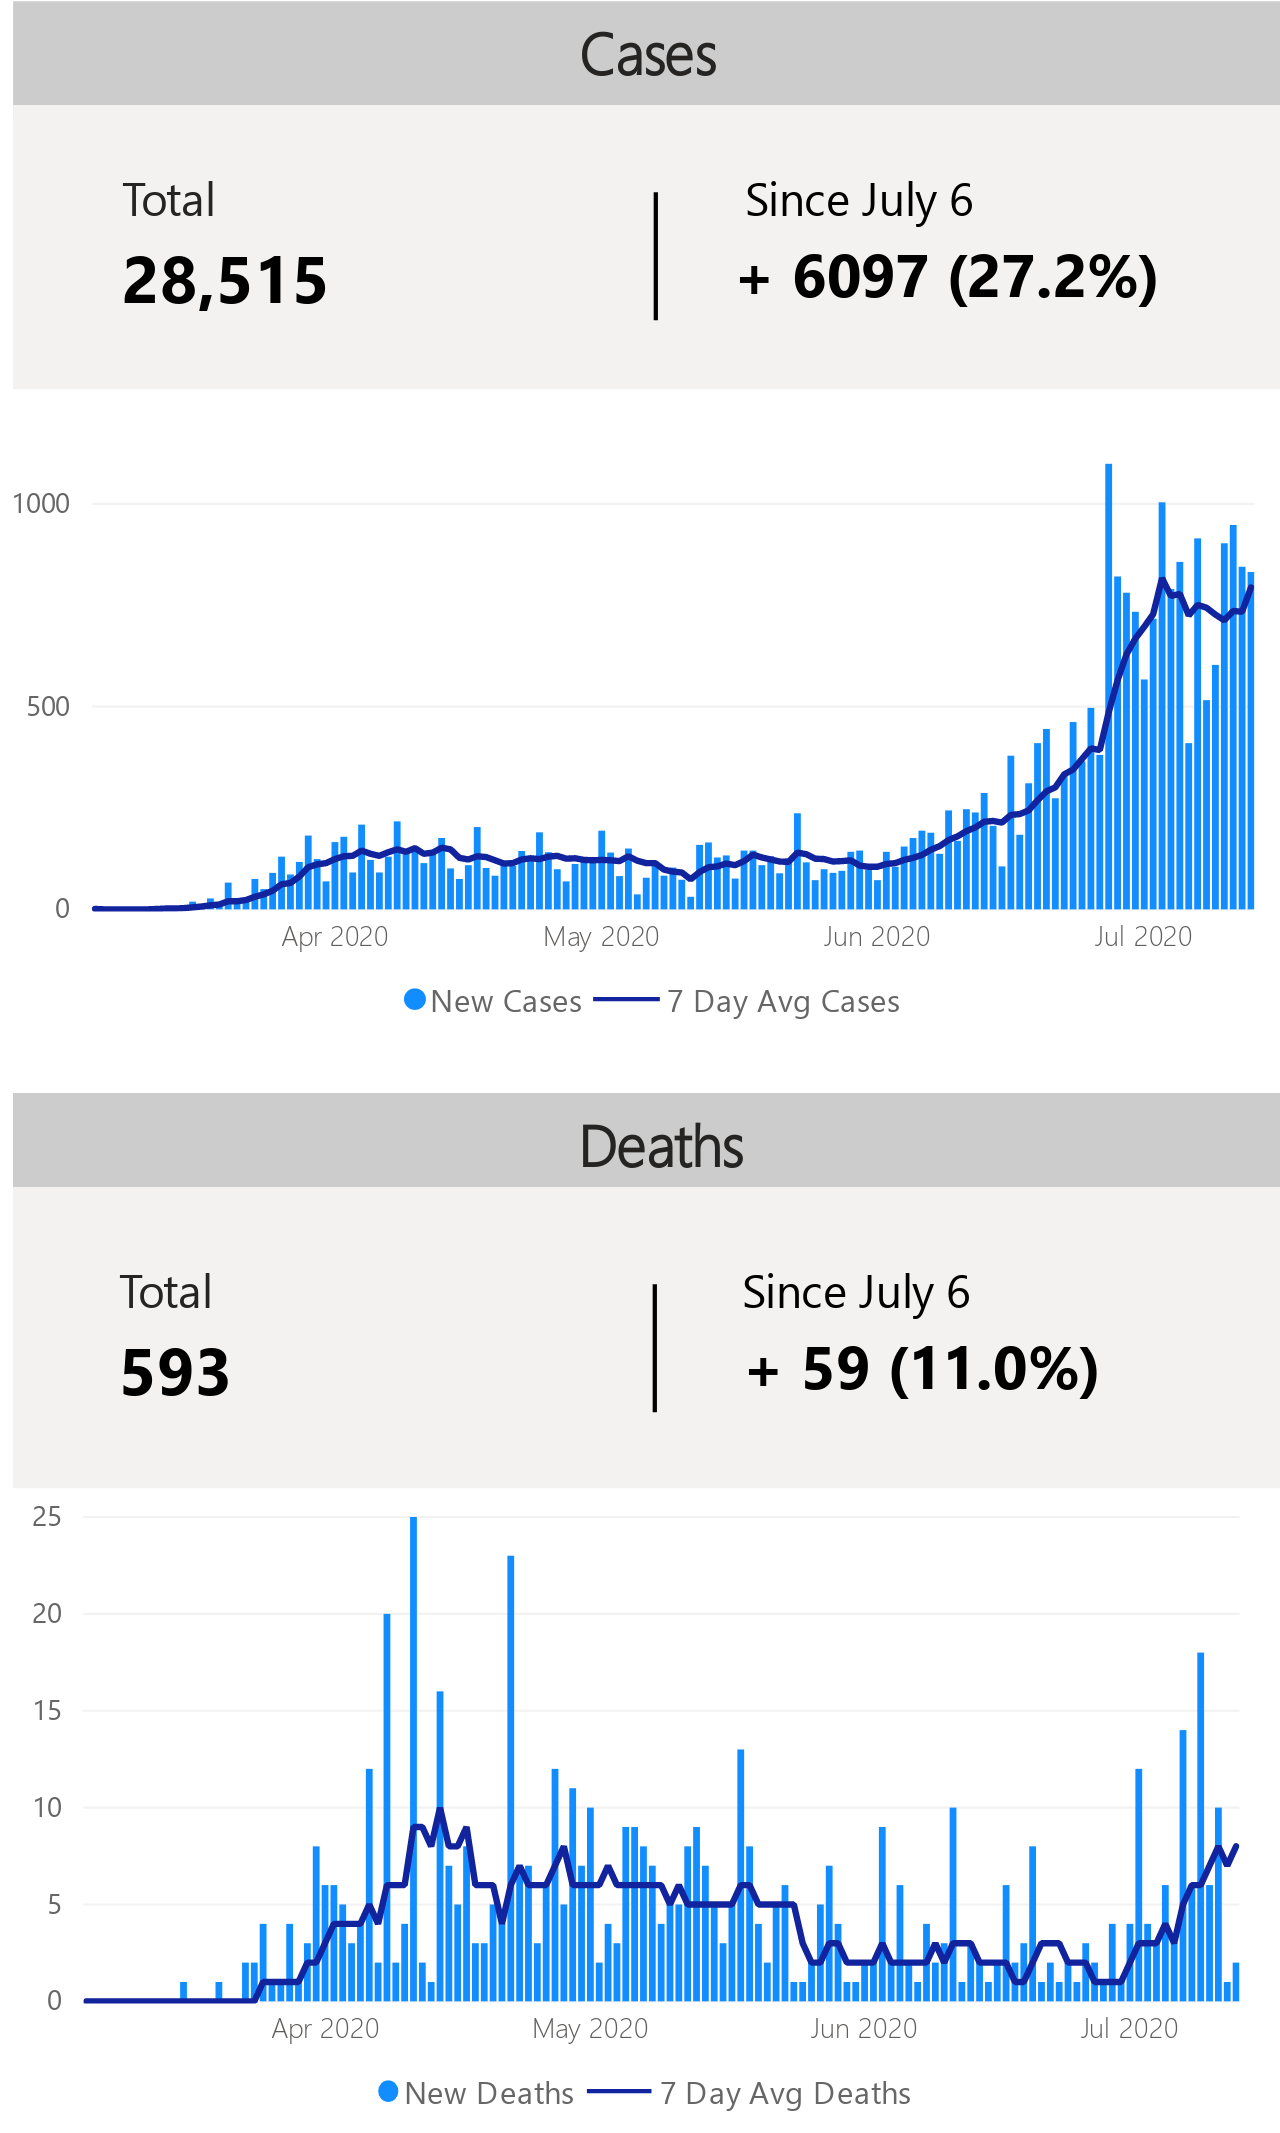 Cases
Total
Since July 6
28,515
+ 6097 (27.2%)
1000
500
0
Apr 2020
May 2020
Jun 2020
Jul 2020
New Cases
7 Day Avg Cases
Deaths
Total
Since July 6
593
+ 59 (11.0%)
25
20
15
10
5
0
Apr 2020
May 2020
Jun 2020
Jul 2020
New Deaths
7 Day Avg Deaths